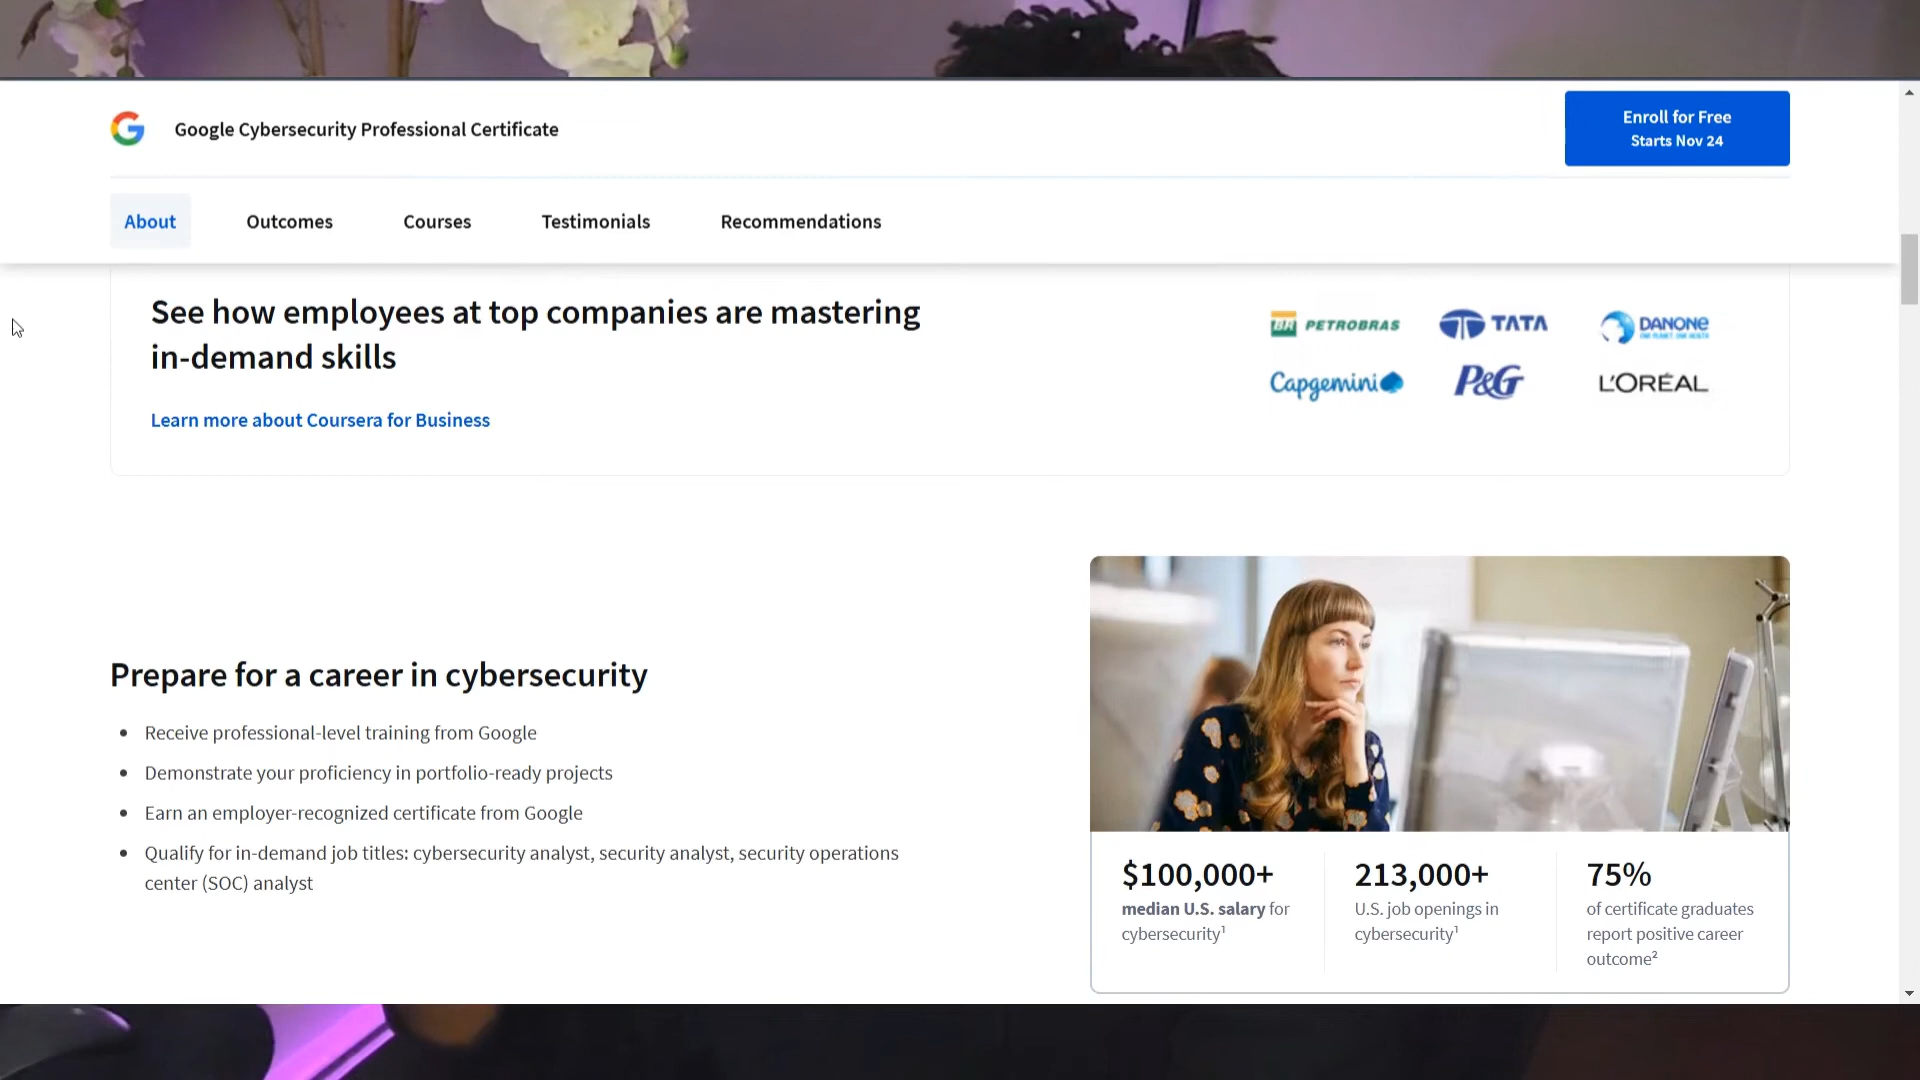 Google Cybersecurity Professional Certificate
Enroll for Free
Starts Nov 24
About
Outcomes
Courses
Testimonials
Recommendations
See how employees at top companies are mastering
in-demand skills
Learn more about Coursera for Business
BR PETROBRAS
TATA
DANONE
ONE PLANET. ONE HEALTH
Capgemini
P&G
L'ORÉAL
Prepare for a career in cybersecurity
• Receive professional-level training from Google
• Demonstrate your proficiency in portfolio-ready projects
• Earn an employer-recognized certificate from Google
• Qualify for in-demand job titles: cybersecurity analyst, security analyst, security operations
center (SOC) analyst
$100,000+
median U.S. salary for
cybersecurity¹
213,000+
U.S. job openings in
cybersecurity¹
75%
of certificate graduates
report positive career
outcome²